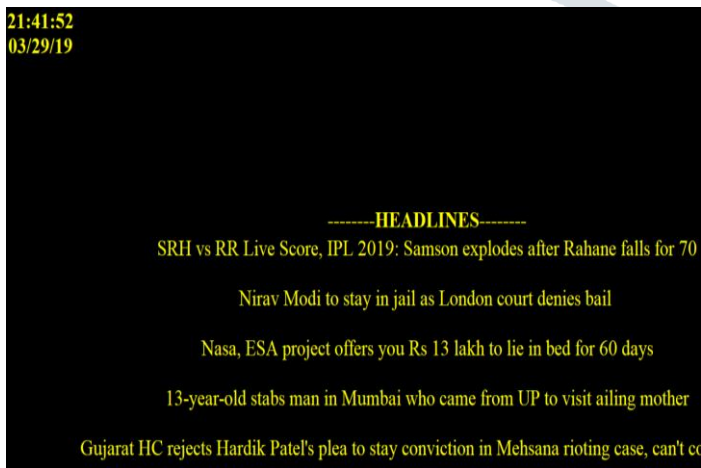 21:41:52
03/29/19
--------HEADLINES--------
SRH vs RR Live Score, IPL 2019: Samson explodes after Rahane falls for 70
Nirav Modi to stay in jail as London court denies bail
Nasa, ESA project offers you Rs 13 lakh to lie in bed for 60 days
13-year-old stabs man in Mumbai who came from UP to visit ailing mother
Gujarat HC rejects Hardik Patel's plea to stay conviction in Mehsana rioting case, can't